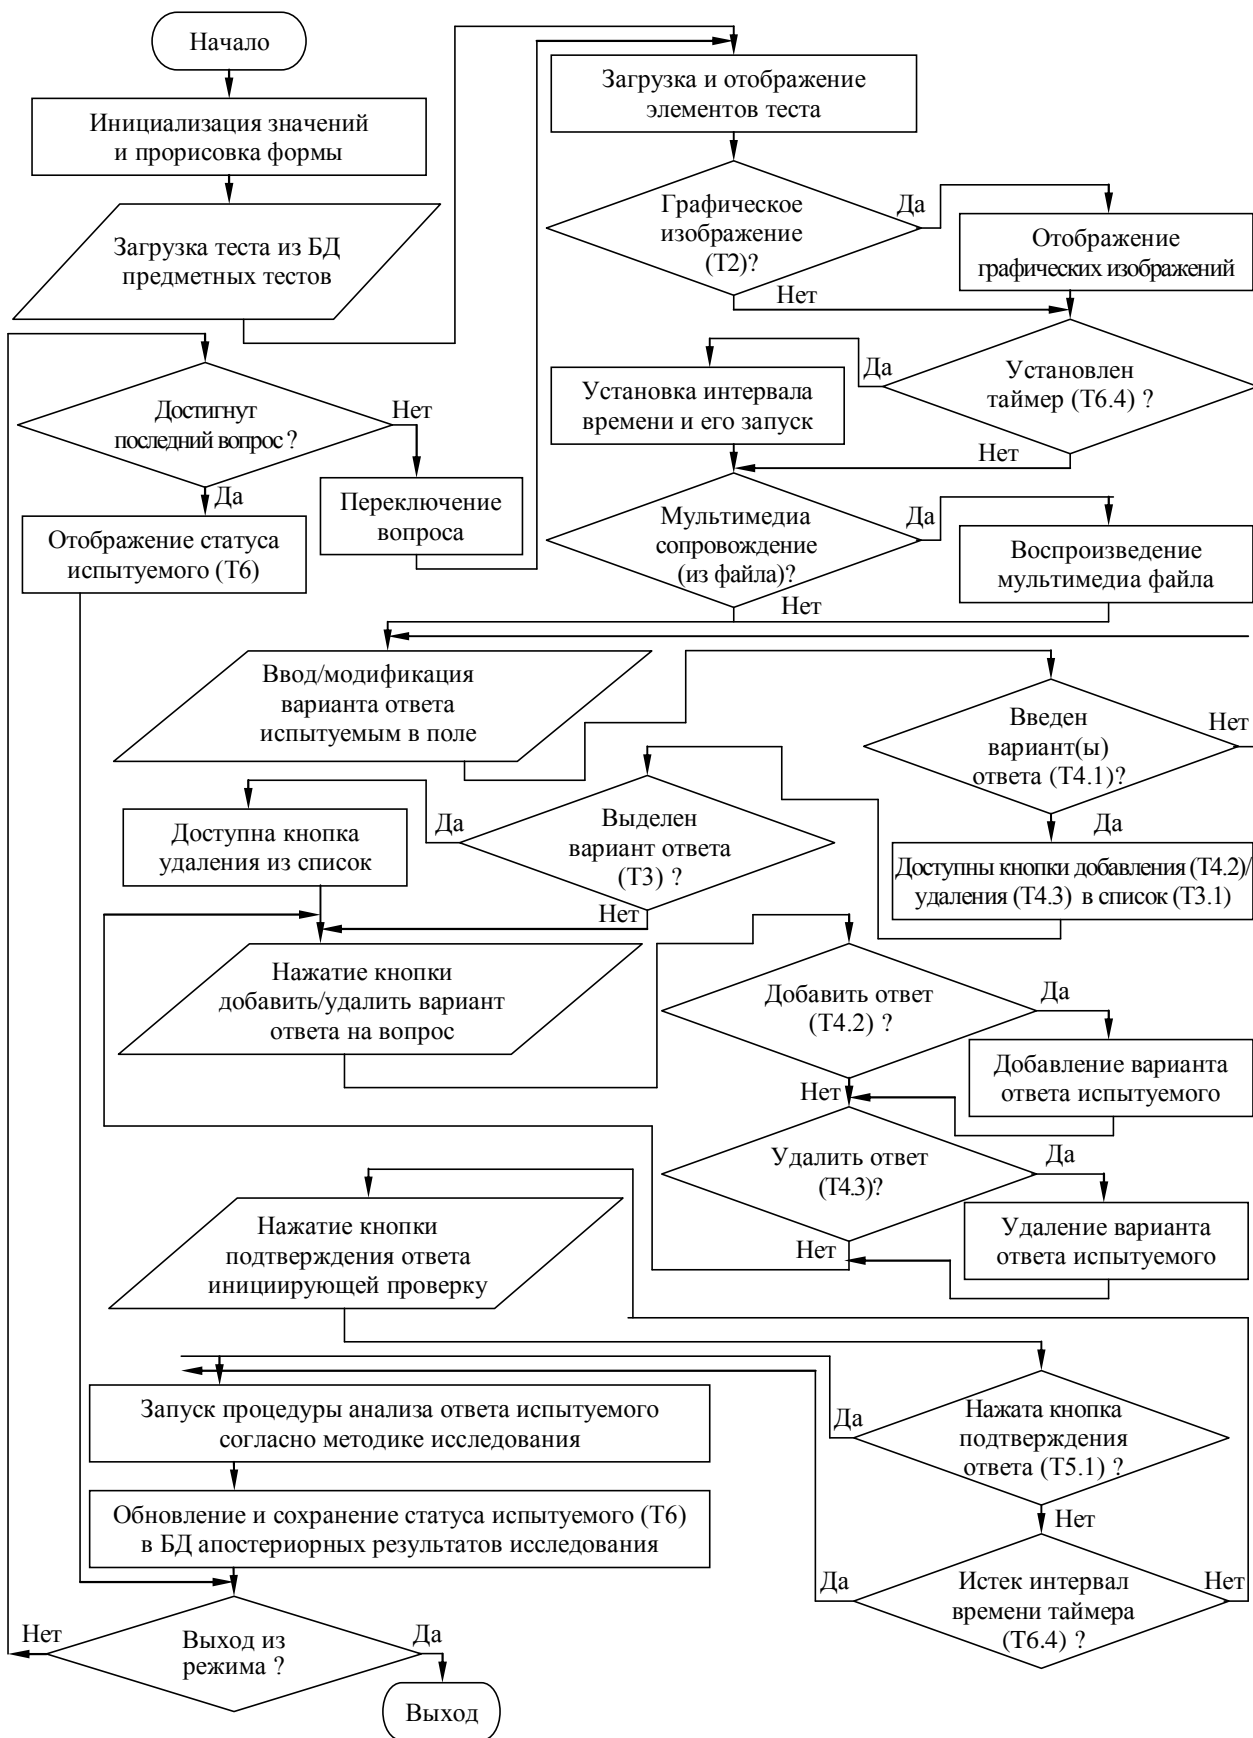 Начало
Инициализация значений
и прорисовка формы
Загрузка теста из БД
предметных тестов
Достигнут
последний вопрос ?
Нет
Да
Переключение
вопроса
Отображение статуса
испытуемого (Т6)
Загрузка и отображение
элементов теста
Графическое
изображение
(Т2)?
Да
Нет
Отображение
графических изображений
Установлен
таймер (Т6.4) ?
Да
Нет
Установка интервала
времени и его запуск
Мультимедиа
сопровождение
(из файла)?
Да
Нет
Воспроизведение
мультимедиа файла
Ввод/модификация
варианта ответа
испытуемым в поле
Введен
вариант(ы)
ответа (Т4.1)?
Нет
Да
Доступны кнопки добавления (Т4.2)/
удаления (Т4.3) в список (Т3.1)
Выделен
вариант ответа
(Т3) ?
Да
Нет
Доступна кнопка
удаления из список
Нажатие кнопки
добавить/удалить вариант
ответа на вопрос
Добавить ответ
(Т4.2) ?
Да
Нет
Добавление варианта
ответа испытуемого
Удалить ответ
(Т4.3)?
Да
Нет
Удаление варианта
ответа испытуемого
Нажатие кнопки
подтверждения ответа
инициирующей проверку
Нажата кнопка
подтверждения
ответа (Т5.1) ?
Да
Нет
Запуск процедуры анализа ответа испытуемого
согласно методике исследования
Обновление и сохранение статуса испытуемого (Т6)
в БД апостериорных результатов исследования
Истек интервал
времени таймера
(Т6.4) ?
Да
Нет
Выход из
режима ?
Нет
Да
Выход